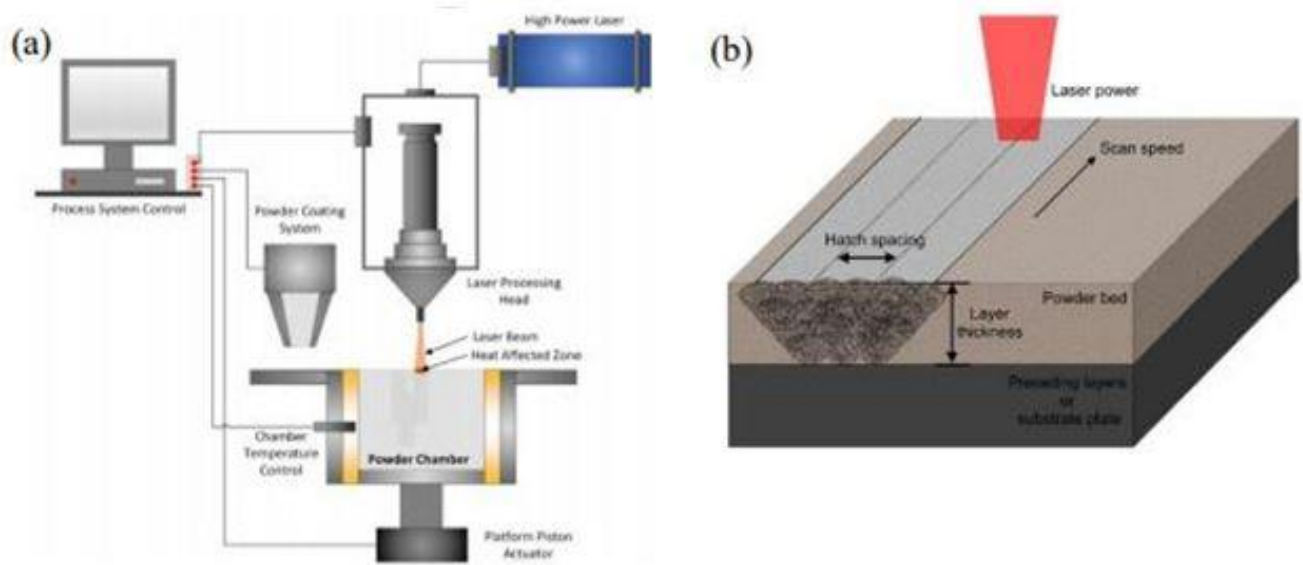 (a)
High Power Laser
Process System Control
Powder Coating
System
Laser Processing
Head
Laser Beam
Heat Affected Zone
Chamber
Temperature
Control
Powder Chamber
Platform Piston
Actuator
(b)
Laser power
Scan speed
Hatch spacing
Powder bed
Layer
thickness
Preceding layers
or
substrate plate